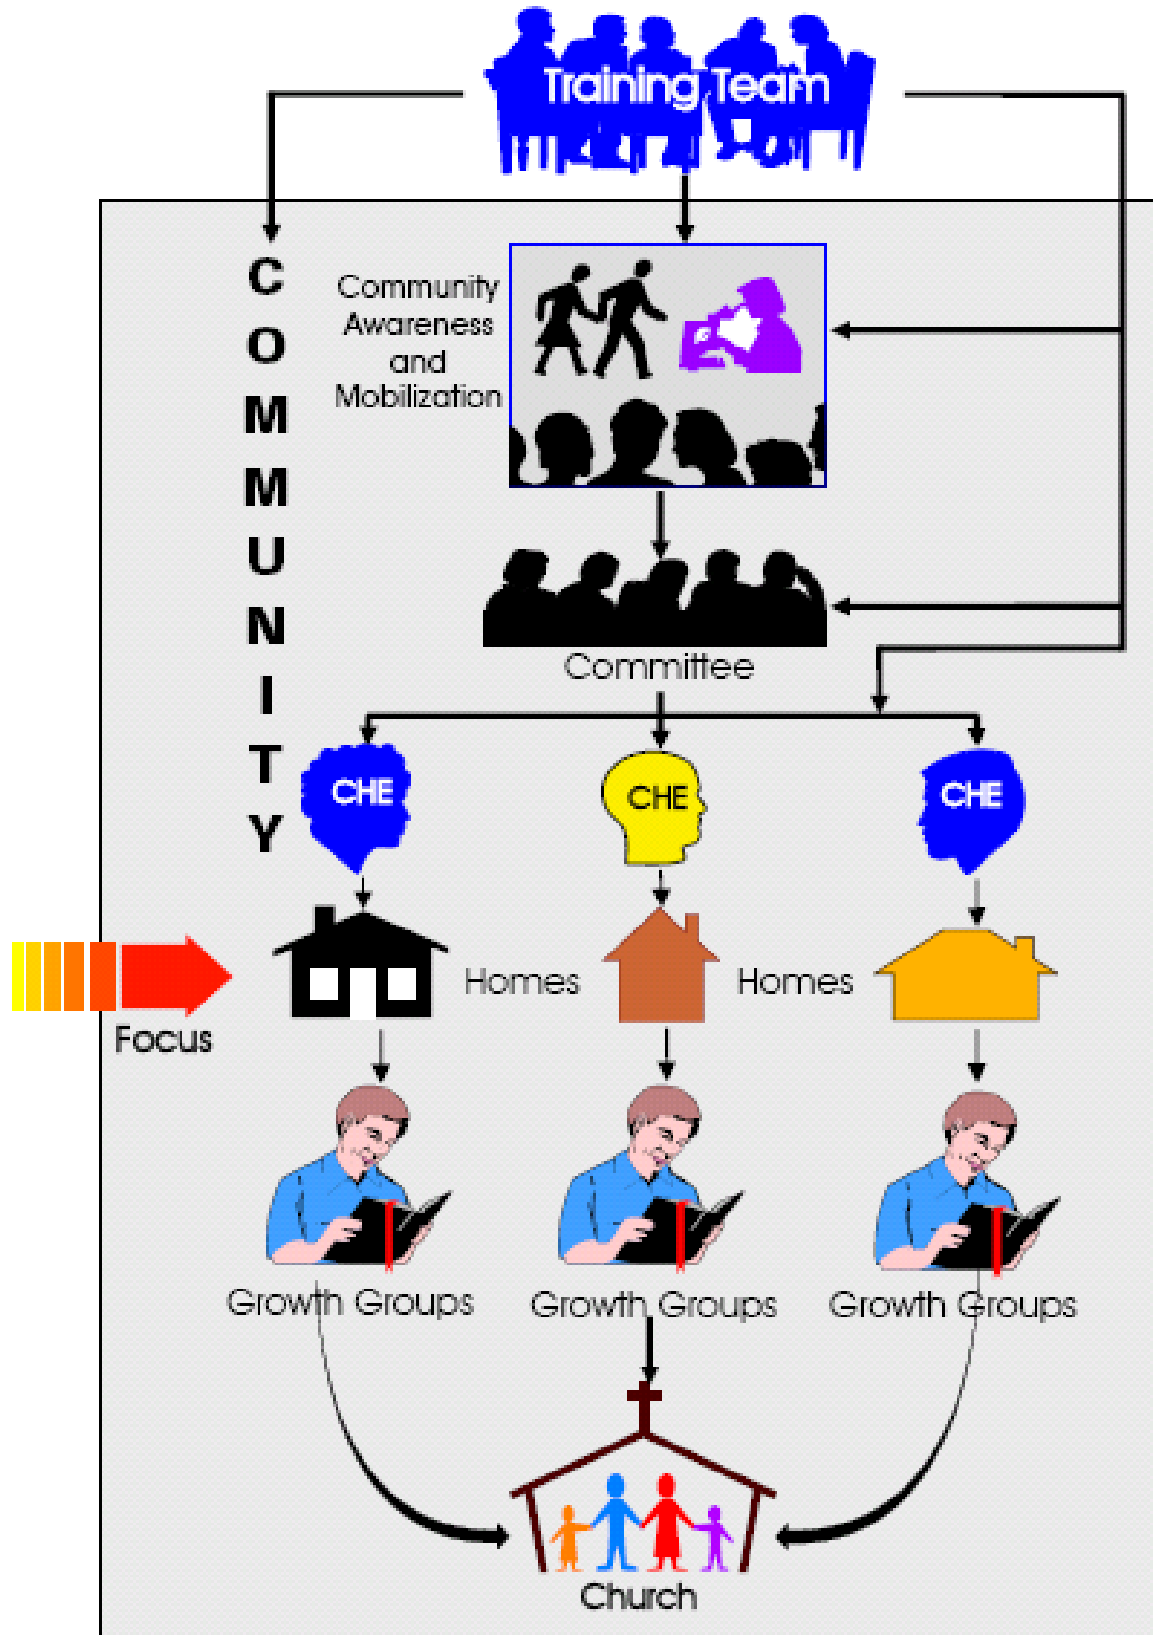 Training Team
COMMUNITY
Community
Awareness
and
Mobilization
Committee
CHE
CHE
CHE
Homes
Homes
Focus
Growth Groups
Growth Groups
Growth Groups
Church